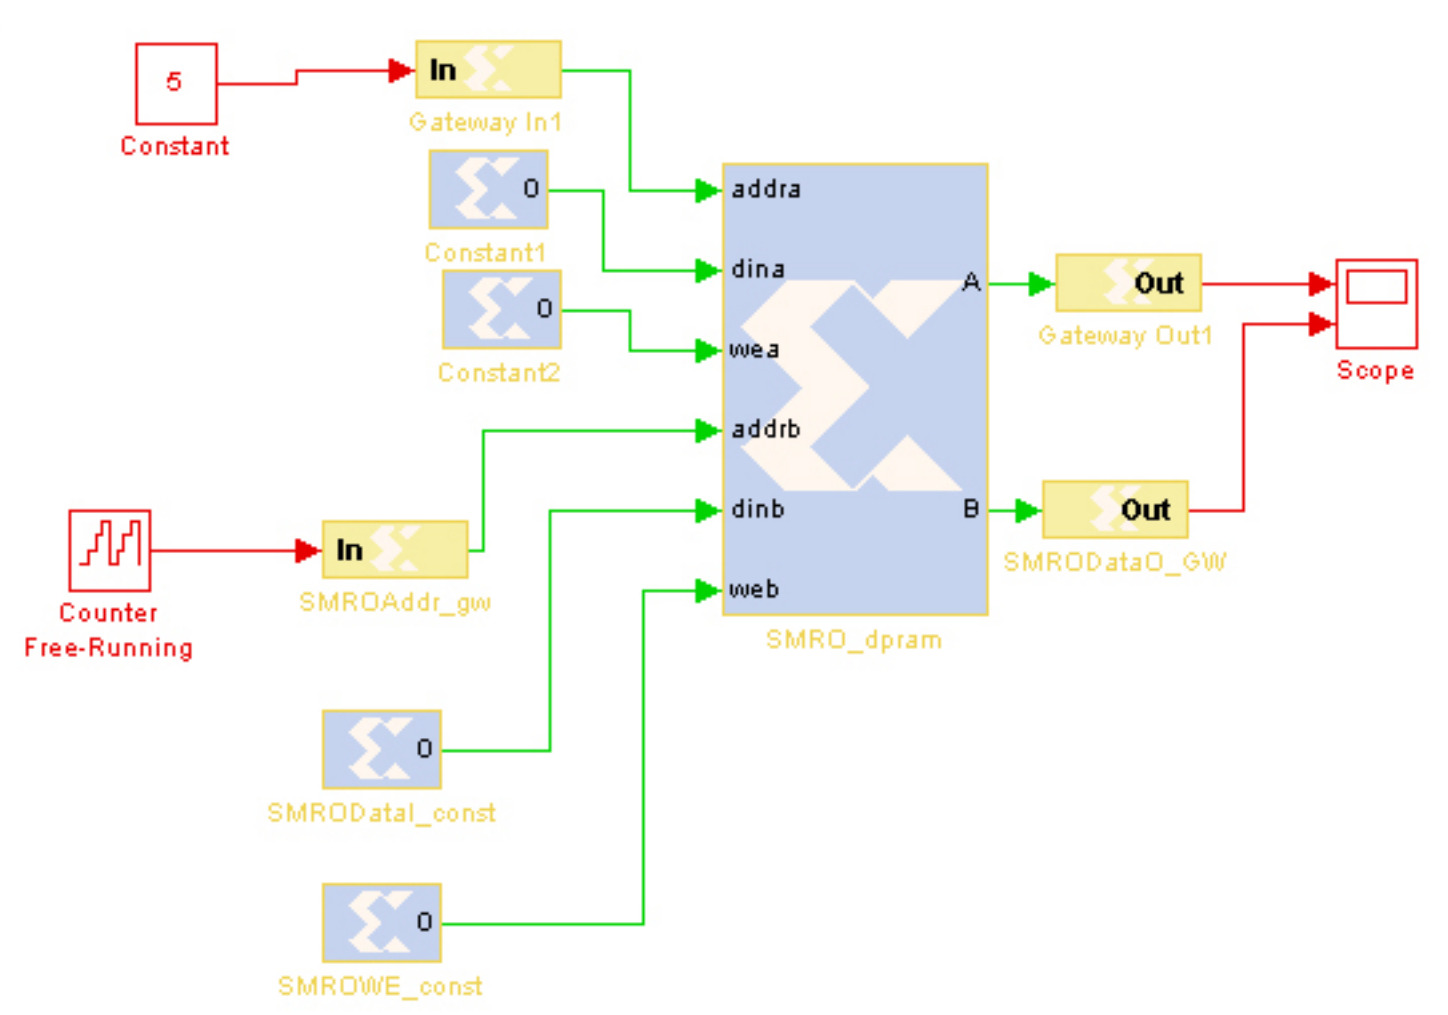 5
Constant
In
Gateway In1
0
Constant1
0
Constant2
addra
dina
wea
addrb
dinb
web
A
B
SMRO_dpram
Out
Gateway Out1
Scope
Out
SMRODataO_GW
Counter
Free-Running
In
SMROAddr_gw
0
SMRODataI_const
0
SMROWE_const